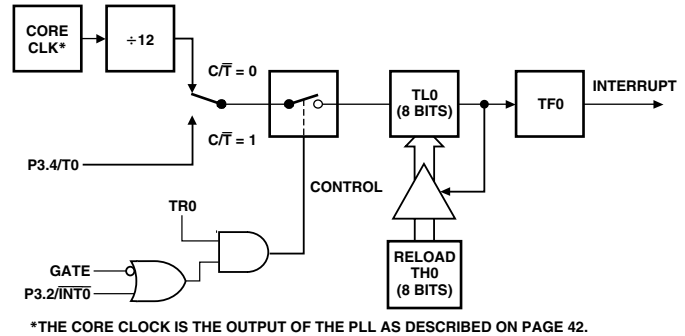 CORE
CLK*
÷12
C/T̅ = 0
C/T̅ = 1
P3.4/T0
TL0
(8 BITS)
TF0
INTERRUPT
CONTROL
TR0
GATE
P3.2/I̅N̅T̅0̅
RELOAD
TH0
(8 BITS)
*THE CORE CLOCK IS THE OUTPUT OF THE PLL AS DESCRIBED ON PAGE 42.